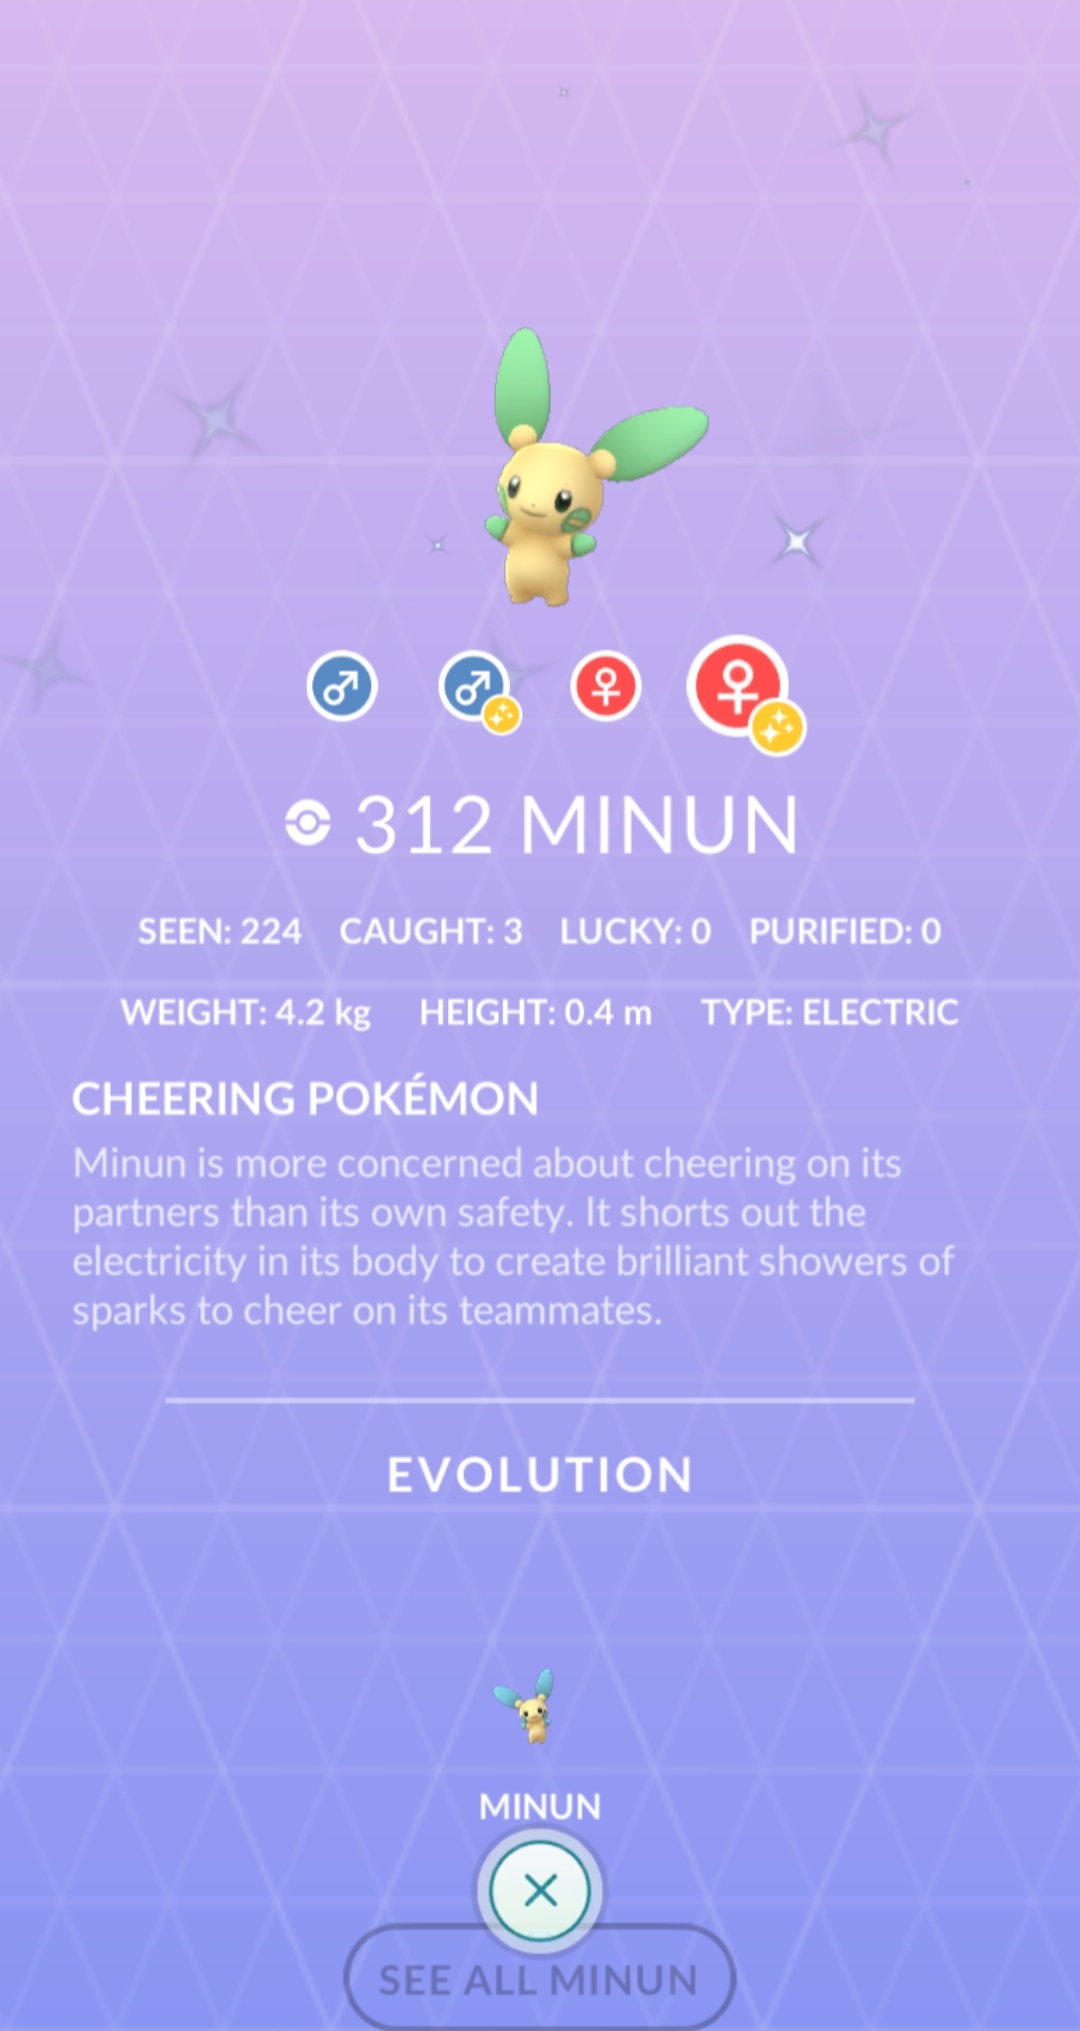 312 MINUN
SEEN: 224 CAUGHT: 3 LUCKY: 0 PURIFIED: 0
WEIGHT: 4.2 kg HEIGHT: 0.4 m TYPE: ELECTRIC
CHEERING POKÉMON
Minun is more concerned about cheering on its
partners than its own safety. It shorts out the
electricity in its body to create brilliant showers of
sparks to cheer on its teammates.
EVOLUTION
MINUN
SEE ALL MINUN